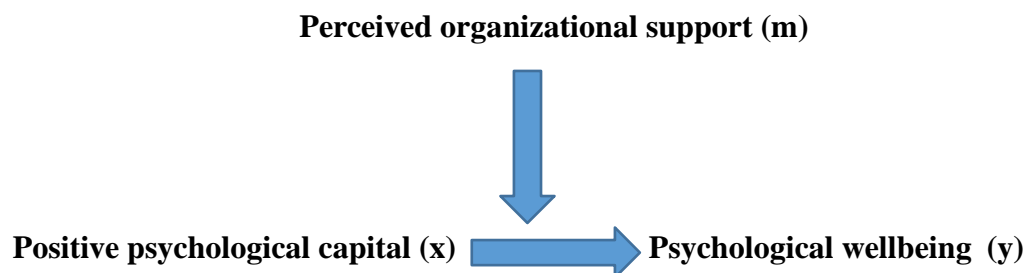 Perceived organizational support (m)
Positive psychological capital (x) Psychological wellbeing (y)